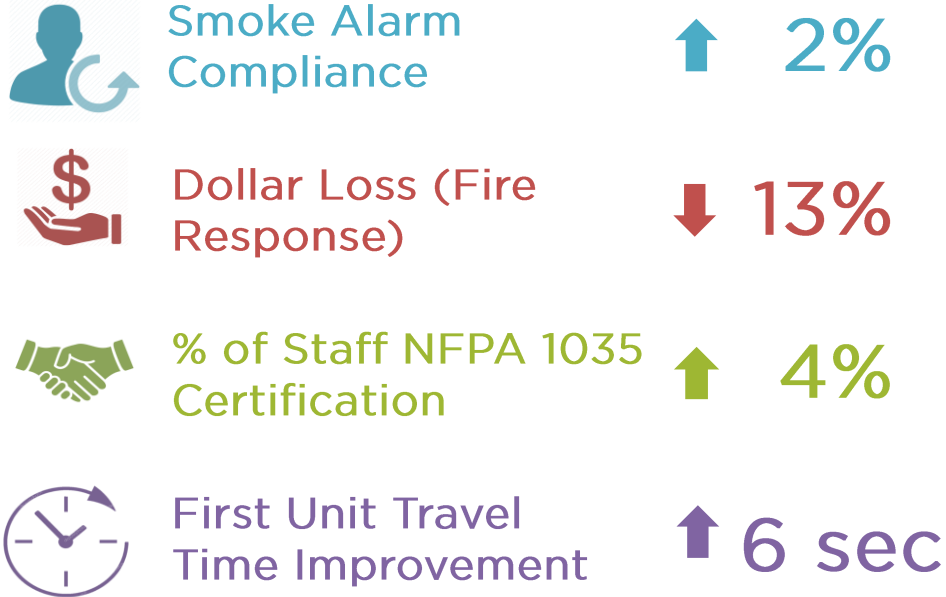 Smoke Alarm
Compliance
2%
Dollar Loss (Fire
Response)
13%
% of Staff NFPA 1035
Certification
4%
First Unit Travel
Time Improvement
6 sec